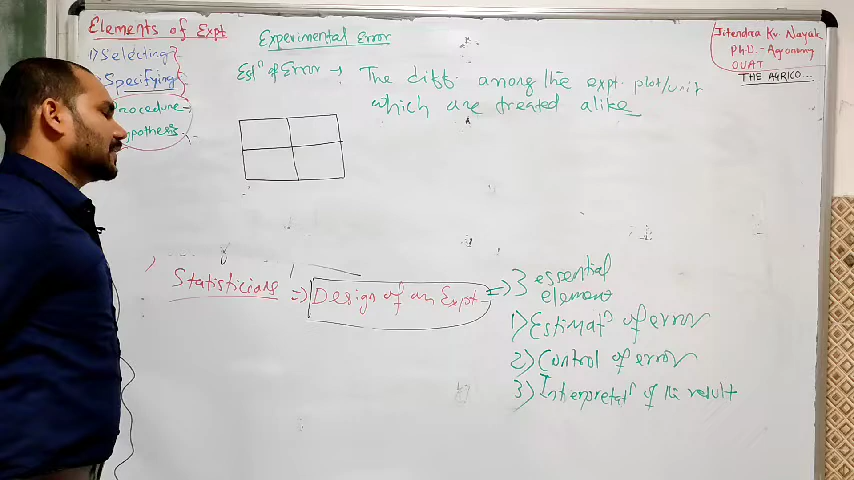 Elements of Expt
1) Selecting
Specifying
Procedure
Hypothesis
Experimental Error
Estⁿ of Error → The diff. among the expt. plot/unit
which are treated alike
Jitendra Kr. Nayak
Ph.D. - Agronomy
OUAT
THE AGRICO...
Statisticians => Design of an Expt => 3 essential
element
1) Estimatⁿ of error
2) Control of error
3) Interpretatⁿ of the result